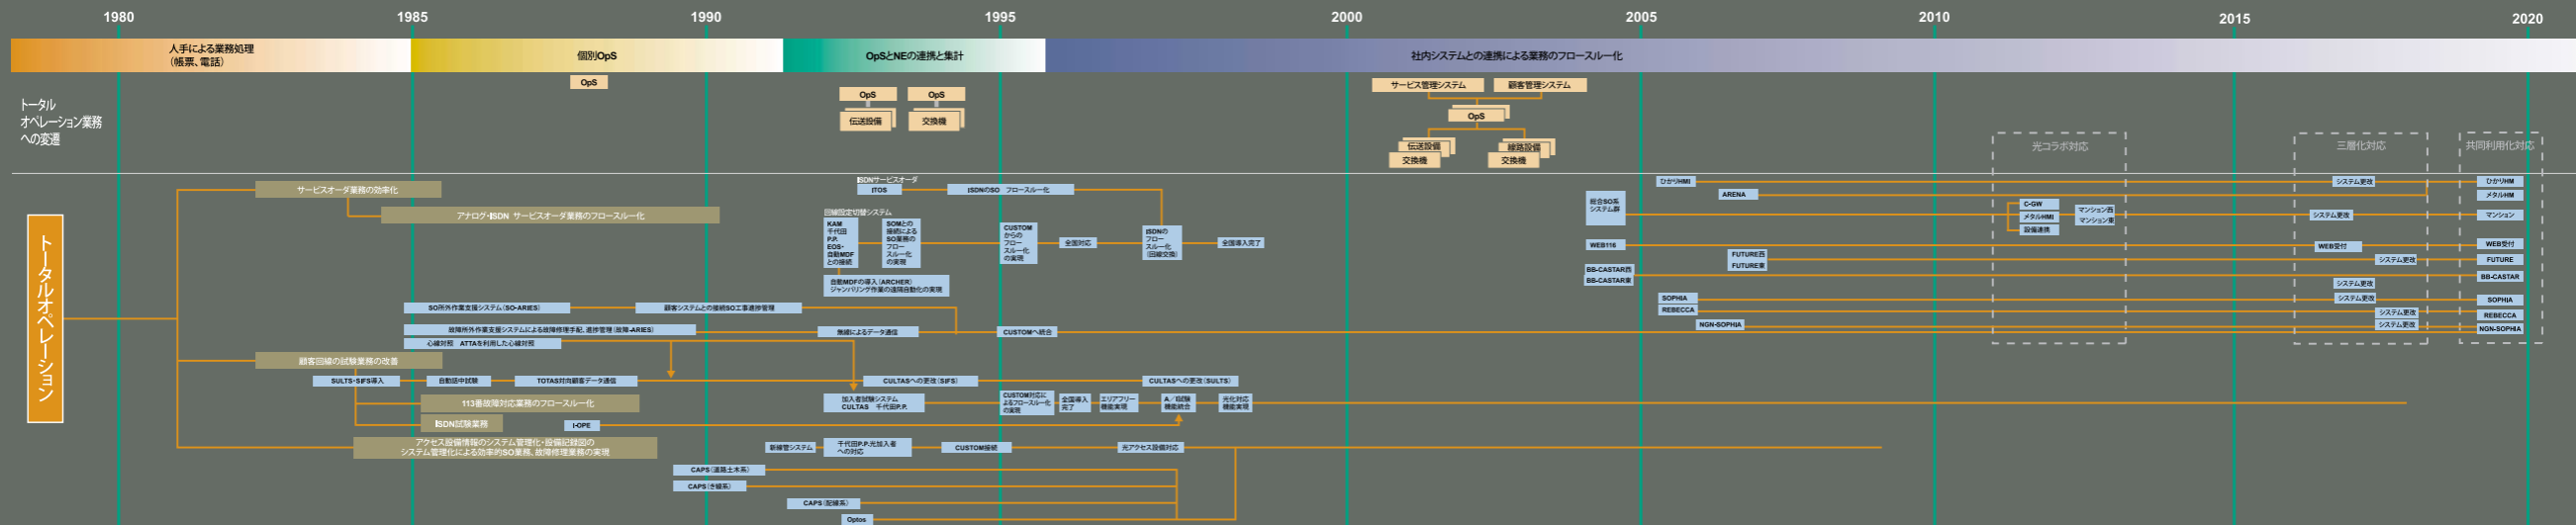 1980
1985
1990
1995
2000
2005
2010
2015
2020
人手による業務処理
（帳票、電話）
個別OpS
OpSとNEの連携と集計
社内システムとの連携による業務のフロースルー化
トータル
オペレーション業務
への変遷
OpS
OpS
伝送設備
OpS
交換機
サービス管理システム
顧客管理システム
OpS
伝送設備
交換機
線路設備
交換機
光コラボ対応
三層化対応
共同利用化対応
トータルオペレーション
サービスオーダ業務の効率化
アナログ・ISDN サービスオーダ業務のフロースルー化
ISDNサービスオーダ
ITOS
ISDNのSO フロースルー化
回線設定切替システム
KAM
千代田
P.P.
EOS-
自動MDF
との接続
SOMとの
接続による
SO業務の
フロー
スルー化
の実現
CUSTOM
からの
フロー
スルー化
の実現
全国対応
ISDNの
フロー
スルー化
（回線交換）
全国導入完了
自動MDFの導入（ARCHER）
ジャンパリング作業の遠隔自動化の実現
SO所外作業支援システム（SO-ARIES）
顧客システムとの接続SO工事進捗管理
故障所外作業支援システムによる故障修理手配、進捗管理（故障-ARIES）
無線によるデータ通信
CUSTOMへ統合
心線対照 ATTAを利用した心線対照
顧客回線の試験業務の改善
SULTS・SIFS導入
自動話中試験
TOTAS対向顧客データ通信
CULTASへの更改（SIFS）
CULTASへの更改（SULTS）
113番故障対応業務のフロースルー化
加入者試験システム
CULTAS 千代田P.P.
CUSTOM対応に
よるフロースルー化
の実現
全国導入
完了
エリアフリー
機能実現
A／I試験
機能統合
光化対応
機能実現
ISDN試験業務
I-OPE
アクセス設備情報のシステム管理化・設備記録図の
システム管理化による効率的SO業務、故障修理業務の実現
新線管システム
千代田P.P.光加入者
への対応
CUSTOM接続
光アクセス設備対応
CAPS（道路土木系）
CAPS（き線系）
CAPS（配線系）
Optos
総合SO系
システム群
ひかりHMI
システム更改
ひかりHM
ARENA
メタルHM
C-GW
メタルHMI
設備連携
マンション西
マンション東
システム更改
マンション
WEB116
WEB受付
WEB受付
FUTURE西
FUTURE東
システム更改
FUTURE
BB-CASTAR西
BB-CASTAR東
システム更改
BB-CASTAR
SOPHIA
システム更改
SOPHIA
REBECCA
システム更改
REBECCA
NGN-SOPHIA
システム更改
NGN-SOPHIA